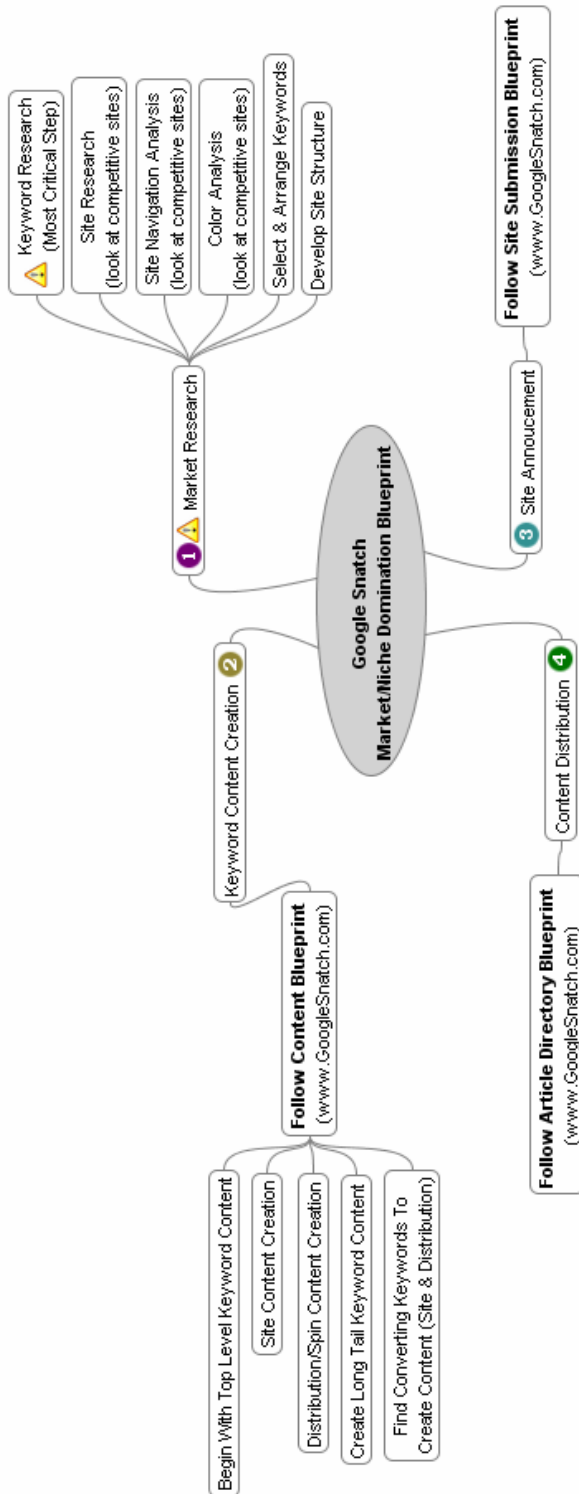 Google Snatch
Market/Niche Domination Blueprint
1 Market Research
Keyword Research
(Most Critical Step)
Site Research
(look at competitive sites)
Site Navigation Analysis
(look at competitive sites)
Color Analysis
(look at competitive sites)
Select & Arrange Keywords
Develop Site Structure
Keyword Content Creation 2
Follow Content Blueprint
(www.GoogleSnatch.com)
Begin With Top Level Keyword Content
Site Content Creation
Distribution/Spin Content Creation
Create Long Tail Keyword Content
Find Converting Keywords To
Create Content (Site & Distribution)
3 Site Annoucement
Follow Site Submission Blueprint
(www.GoogleSnatch.com)
Content Distribution 4
Follow Article Directory Blueprint
(www.GoogleSnatch.com)